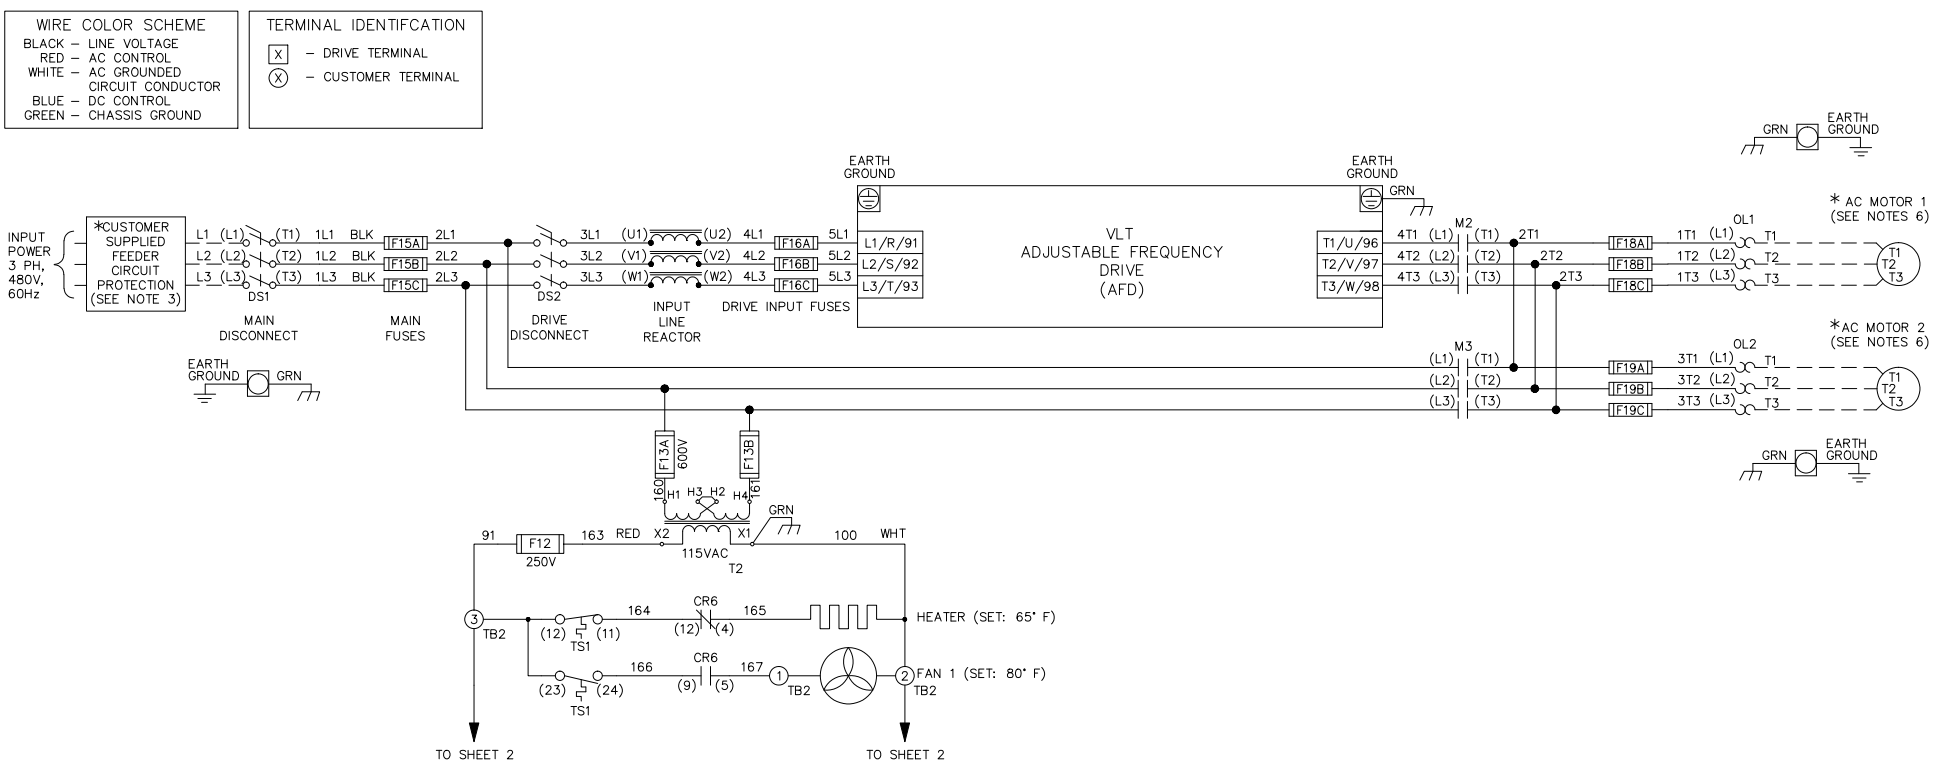 WIRE COLOR SCHEME
BLACK – LINE VOLTAGE
RED – AC CONTROL
WHITE – AC GROUNDED
CIRCUIT CONDUCTOR
BLUE – DC CONTROL
GREEN – CHASSIS GROUND
TERMINAL IDENTIFCATION
X – DRIVE TERMINAL
X – CUSTOMER TERMINAL
GRN EARTH
GROUND
EARTH
GROUND
EARTH
GROUND
GRN
* AC MOTOR 1
(SEE NOTES 6)
INPUT
POWER
3 PH,
480V,
60Hz
*CUSTOMER
SUPPLIED
FEEDER
CIRCUIT
PROTECTION
(SEE NOTE 3)
L1 (L1) (T1) 1L1 BLK F15A 2L1 3L1 (U1) (U2) 4L1 F16A 5L1 L1/R/91
L2 (L2) (T2) 1L2 BLK F15B 2L2 3L2 (V1) (V2) 4L2 F16B 5L2 L2/S/92
L3 (L3) (T3) 1L3 BLK F15C 2L3 3L3 (W1) (W2) 4L3 F16C 5L3 L3/T/93
DS1
MAIN
DISCONNECT
MAIN
FUSES
DS2
DRIVE
DISCONNECT
INPUT
LINE
REACTOR
DRIVE INPUT FUSES
VLT
ADJUSTABLE FREQUENCY
DRIVE
(AFD)
M2
OL1
T1/U/96 4T1 (L1) (T1) 2T1 F18A 1T1 (L1) T1
T2/V/97 4T2 (L2) (T2) 2T2 F18B 1T2 (L2) T2
T3/W/98 4T3 (L3) (T3) 2T3 F18C 1T3 (L3) T3
T1
T2
T3
*AC MOTOR 2
(SEE NOTES 6)
M3
OL2
(L1) (T1) F19A 3T1 (L1) T1
(L2) (T2) F19B 3T2 (L2) T2
(L3) (T3) F19C 3T3 (L3) T3
T1
T2
T3
EARTH
GROUND GRN
GRN EARTH
GROUND
F13A
600V
F13B
160 H1 H3 H2 H4 161
GRN
91 F12 163 RED X2 X1 100 WHT
250V
115VAC
T2
3
TB2
(12) (11)
TS1
164
CR6
(12) (4)
165
HEATER (SET: 65° F)
(23) (24)
TS1
166
CR6
(9) (5)
167
1
TB2
2
TB2
FAN 1 (SET: 80° F)
TO SHEET 2
TO SHEET 2